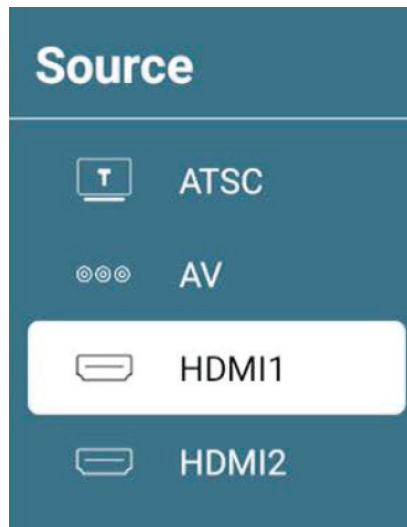 Source
T
ATSC
AV
HDMI1
HDMI2